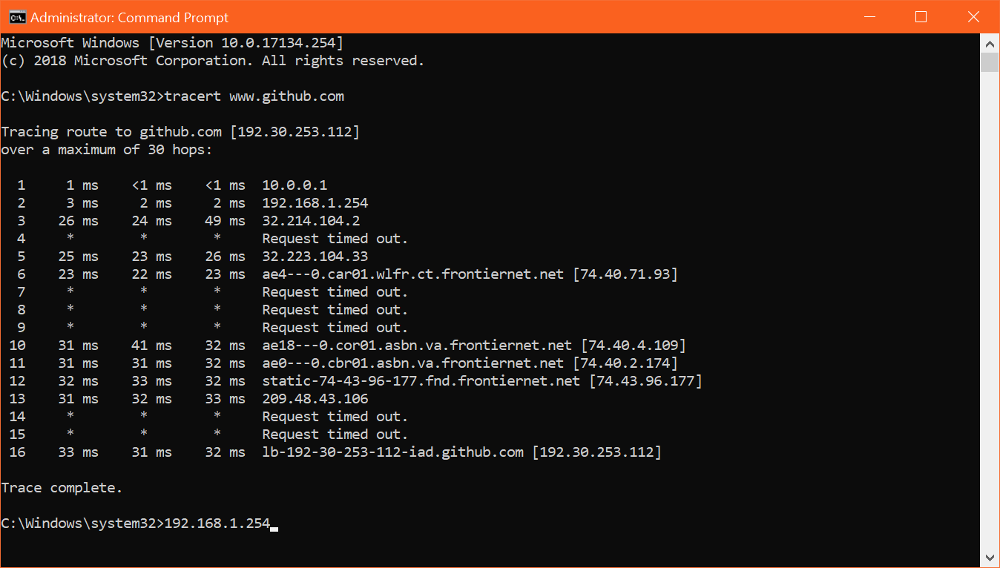 Administrator: Command Prompt
Microsoft Windows [Version 10.0.17134.254]
(c) 2018 Microsoft Corporation. All rights reserved.
C:\Windows\system32>tracert www.github.com
Tracing route to github.com [192.30.253.112]
over a maximum of 30 hops:
1 1 ms <1 ms <1 ms 10.0.0.1
2 3 ms 2 ms 2 ms 192.168.1.254
3 26 ms 24 ms 49 ms 32.214.104.2
4 * * * Request timed out.
5 25 ms 23 ms 26 ms 32.223.104.33
6 23 ms 22 ms 23 ms ae4---0.car01.wlfr.ct.frontiernet.net [74.40.71.93]
7 * * * Request timed out.
8 * * * Request timed out.
9 * * * Request timed out.
10 31 ms 41 ms 32 ms ae18---0.cor01.asbn.va.frontiernet.net [74.40.4.109]
11 31 ms 31 ms 32 ms ae0---0.cbr01.asbn.va.frontiernet.net [74.40.2.174]
12 32 ms 33 ms 32 ms static-74-43-96-177.fnd.frontiernet.net [74.43.96.177]
13 31 ms 32 ms 33 ms 209.48.43.106
14 * * * Request timed out.
15 * * * Request timed out.
16 33 ms 31 ms 32 ms lb-192-30-253-112-iad.github.com [192.30.253.112]
Trace complete.
C:\Windows\system32>192.168.1.254